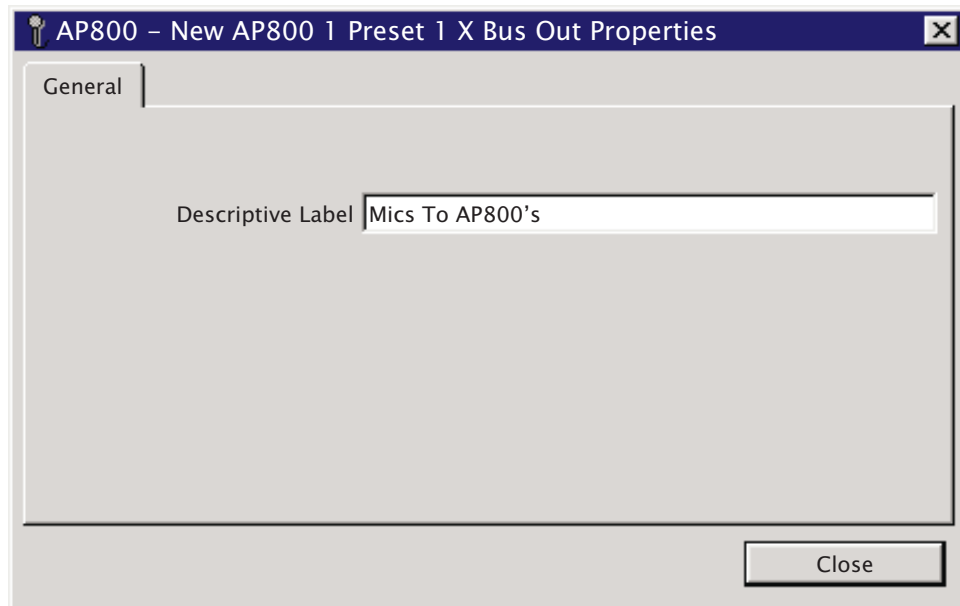 AP800 – New AP800 1 Preset 1 X Bus Out Properties
General
Descriptive Label Mics To AP800’s
Close